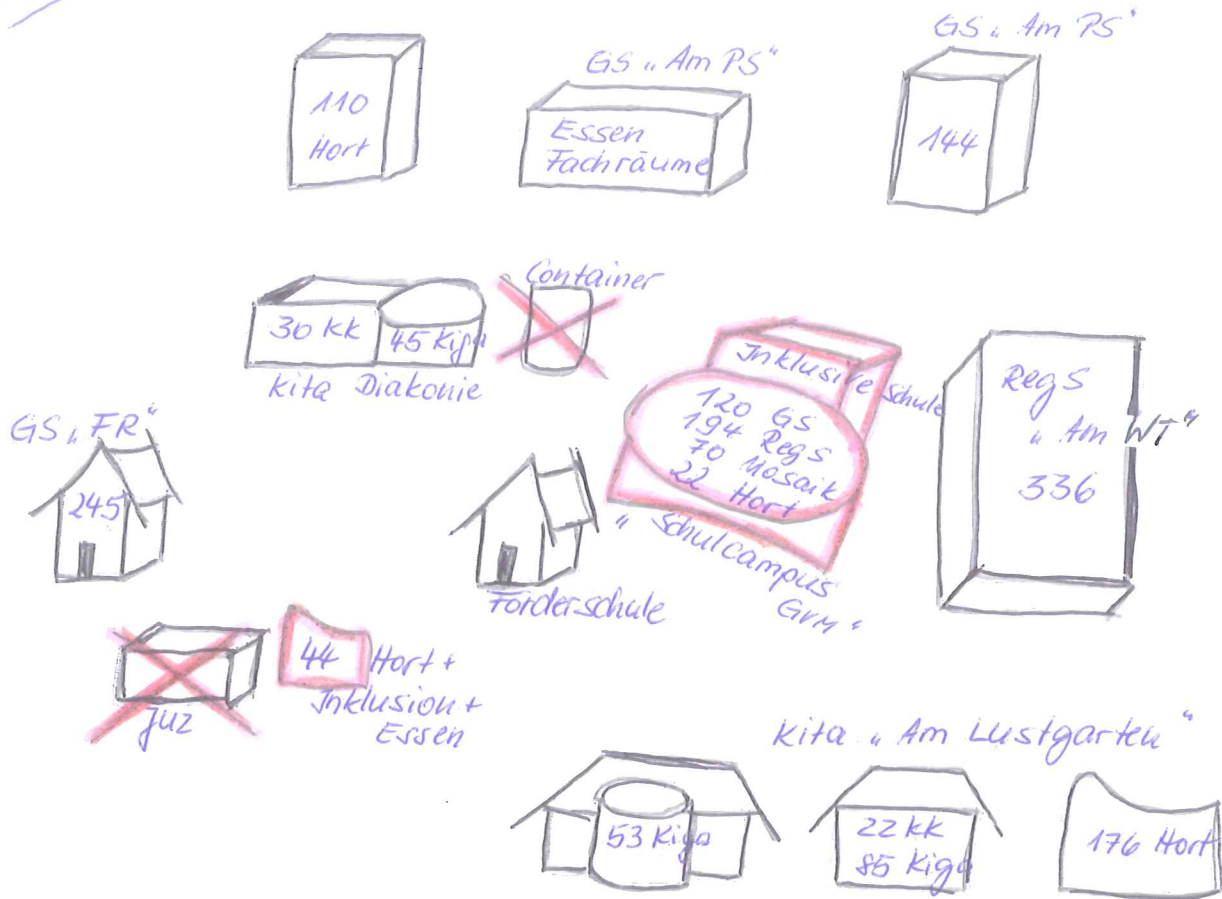 GS „Am PS“
GS „Am PS“
110
Hort
Essen
Fachräume
144
Container
30 KK
45 Kiga
Kita Diakonie
Inklusive Schule
120 GS
194 RegS
70 Mosaik
22 Hort
„Schulcampus
GVM“
RegS
„Am WT“
336
GS „FR“
245
Förderschule
JUZ
44 Hort +
Inklusion +
Essen
Kita „Am Lustgarten“
53 Kiga
22 KK
85 Kiga
176 Hort